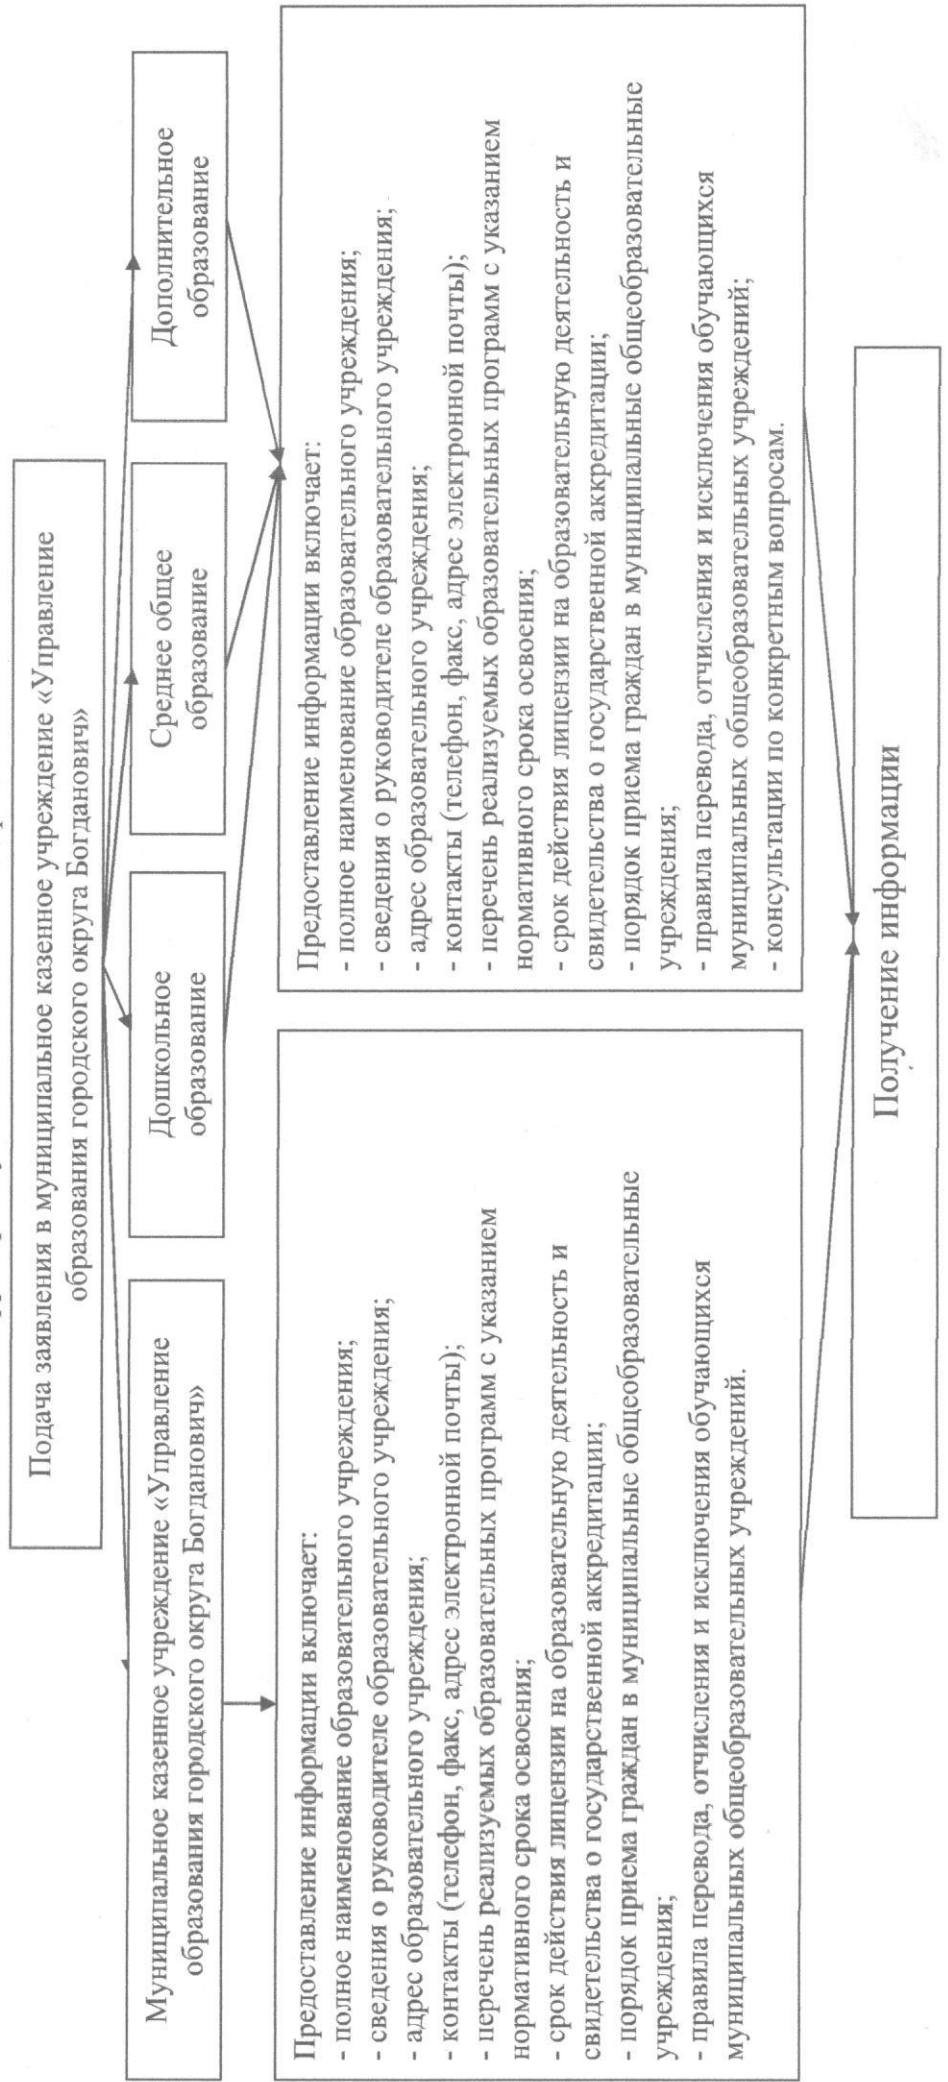 Подача заявления в муниципальное казенное учреждение «Управление
образования городского округа Богданович»
Муниципальное казенное учреждение «Управление
образования городского округа Богданович»
Дошкольное
образование
Среднее общее
образование
Дополнительное
образование
Предоставление информации включает:
- полное наименование образовательного учреждения;
- сведения о руководителе образовательного учреждения;
- адрес образовательного учреждения;
- контакты (телефон, факс, адрес электронной почты);
- перечень реализуемых образовательных программ с указанием
нормативного срока освоения;
- срок действия лицензии на образовательную деятельность и
свидетельства о государственной аккредитации;
- порядок приема граждан в муниципальные общеобразовательные
учреждения;
- правила перевода, отчисления и исключения обучающихся
муниципальных общеобразовательных учреждений.
Предоставление информации включает:
- полное наименование образовательного учреждения;
- сведения о руководителе образовательного учреждения;
- адрес образовательного учреждения;
- контакты (телефон, факс, адрес электронной почты);
- перечень реализуемых образовательных программ с указанием
нормативного срока освоения;
- срок действия лицензии на образовательную деятельность и
свидетельства о государственной аккредитации;
- порядок приема граждан в муниципальные общеобразовательные
учреждения;
- правила перевода, отчисления и исключения обучающихся
муниципальных общеобразовательных учреждений;
- консультации по конкретным вопросам.
Получение информации